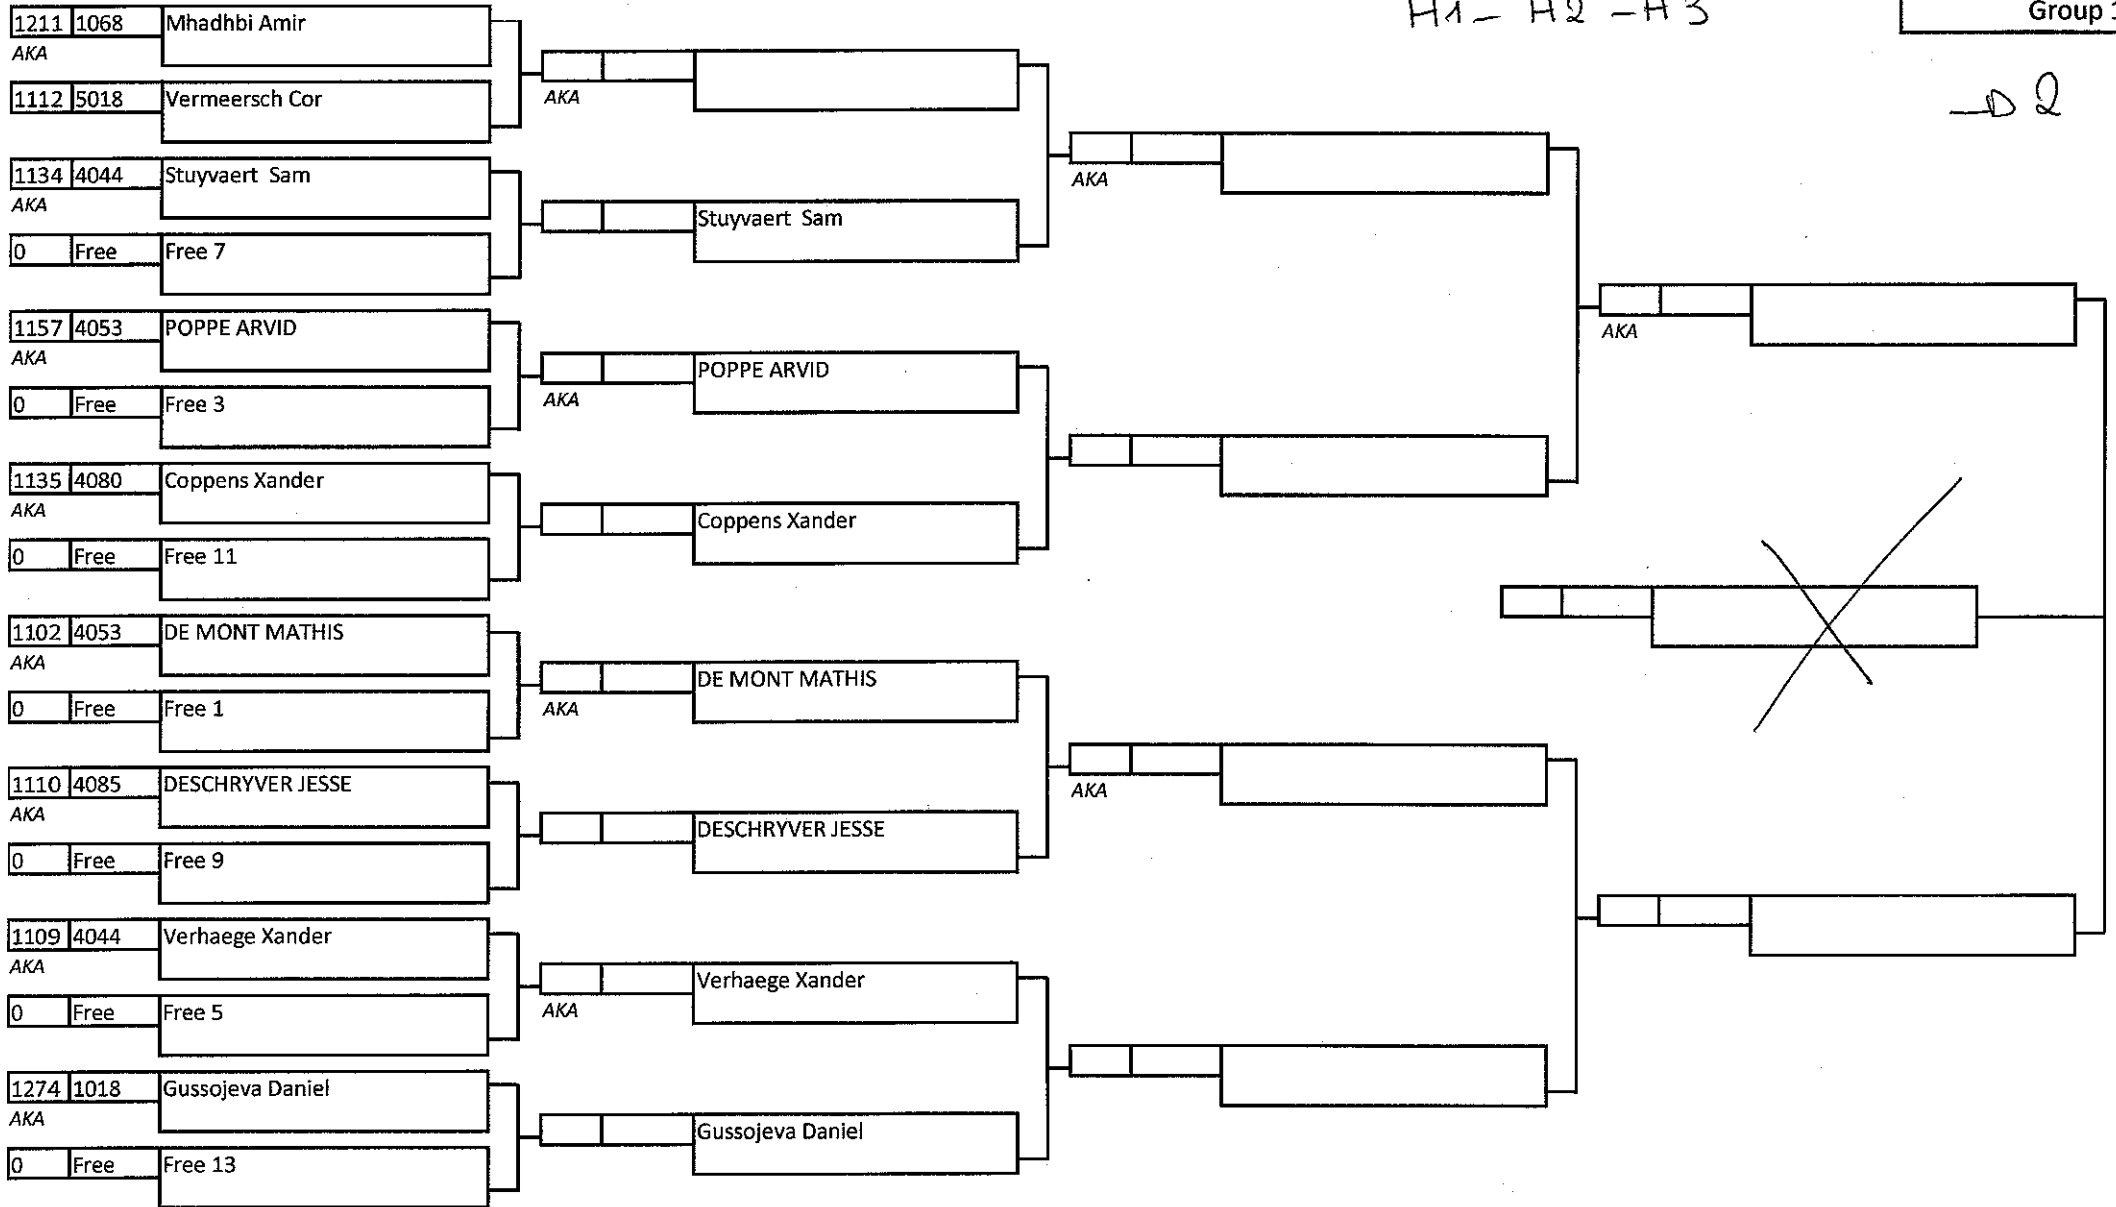 H1 - H2 - H3
Group 1
2
1211 1068 Mhadhbi Amir
AKA
1112 5018 Vermeersch Cor
AKA
1134 4044 Stuyvaert Sam
AKA
0 Free Free 7
Stuyvaert Sam
1157 4053 POPPE ARVID
AKA
0 Free Free 3
POPPE ARVID
AKA
1135 4080 Coppens Xander
AKA
0 Free Free 11
Coppens Xander
1102 4053 DE MONT MATHIS
AKA
0 Free Free 1
DE MONT MATHIS
AKA
1110 4085 DESCHRYVER JESSE
AKA
0 Free Free 9
DESCHRYVER JESSE
1109 4044 Verhaege Xander
AKA
0 Free Free 5
Verhaege Xander
AKA
1274 1018 Gussojeva Daniel
AKA
0 Free Free 13
Gussojeva Daniel
AKA
AKA
AKA